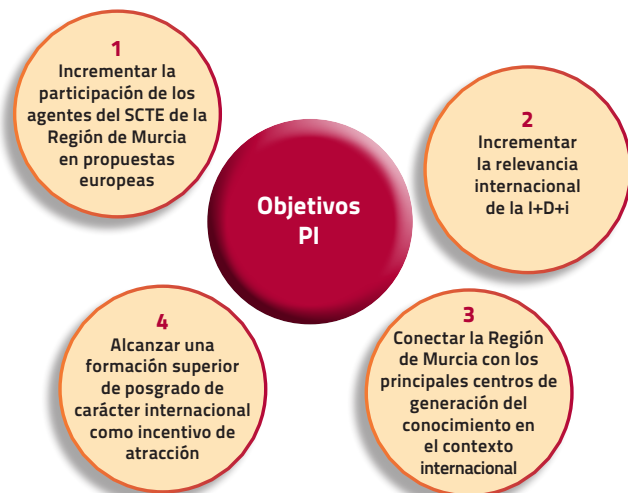 1
Incrementar la
participación de los
agentes del SCTE de la
Región de Murcia
en propuestas
europeas
2
Incrementar
la relevancia
internacional
de la I+D+i
Objetivos
PI
3
Conectar la Región
de Murcia con los
principales centros de
generación del
conocimiento en
el contexto
internacional
4
Alcanzar una
formación superior
de posgrado de
carácter internacional
como incentivo de
atracción